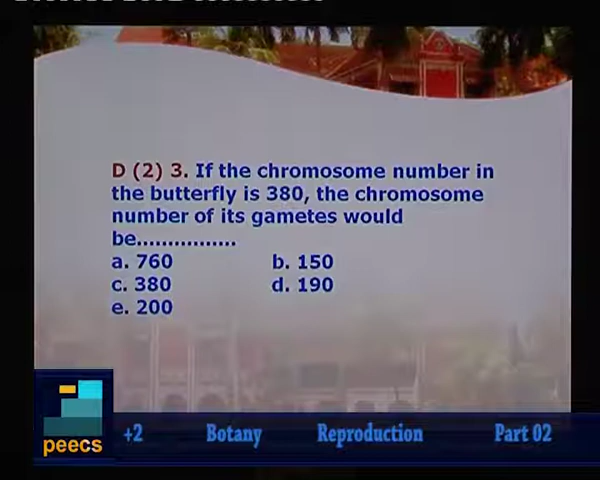 D (2) 3. If the chromosome number in
the butterfly is 380, the chromosome
number of its gametes would
be................
a. 760 b. 150
c. 380 d. 190
e. 200
peecs
+2 Botany Reproduction Part 02